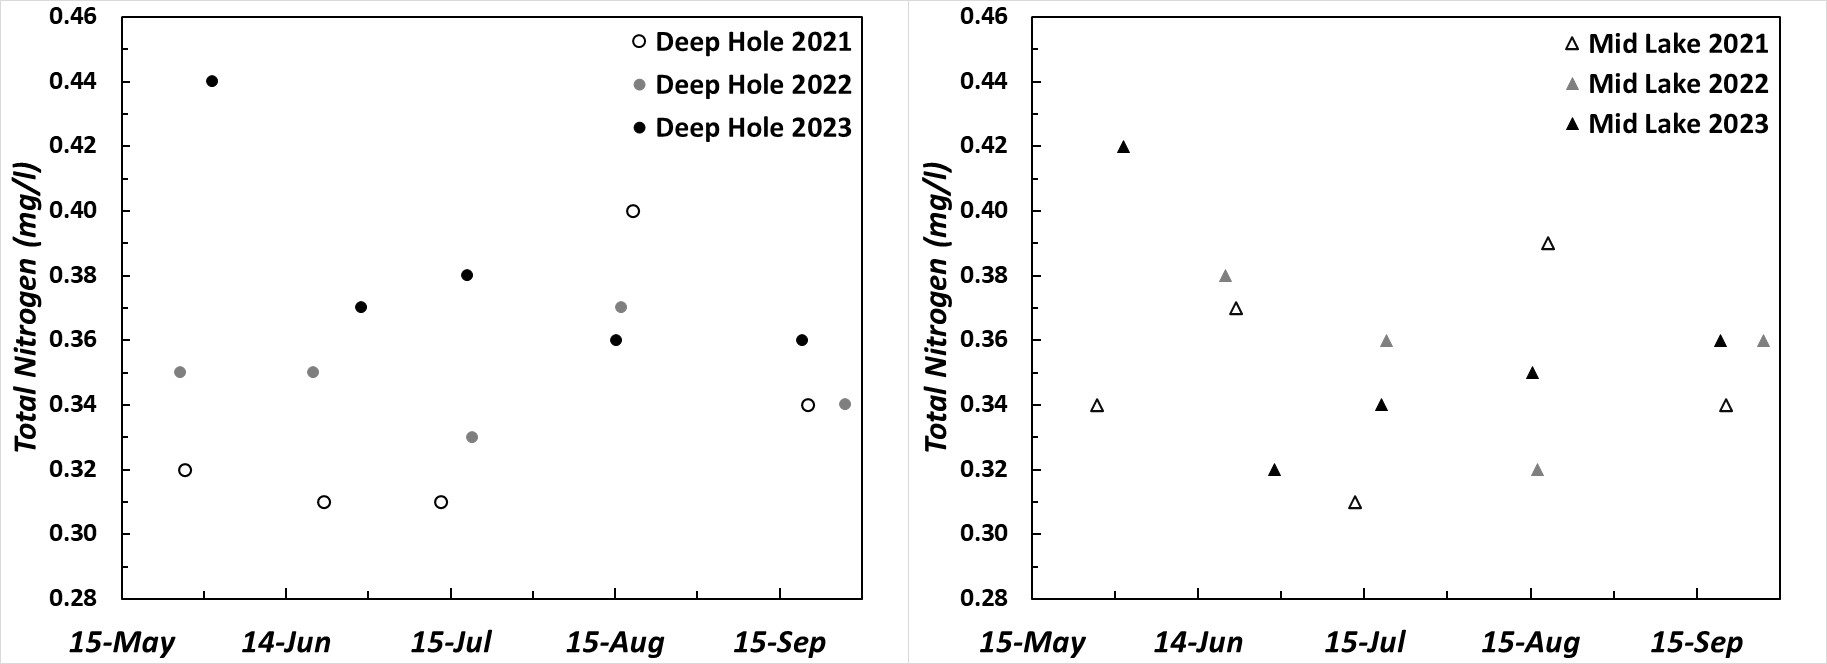 0.46
0.44
0.42
0.40
0.38
0.36
0.34
0.32
0.30
0.28
Total Nitrogen (mg/l)
Deep Hole 2021
Deep Hole 2022
Deep Hole 2023
15-May 14-Jun 15-Jul 15-Aug 15-Sep
0.46
0.44
0.42
0.40
0.38
0.36
0.34
0.32
0.30
0.28
Total Nitrogen (mg/l)
Mid Lake 2021
Mid Lake 2022
Mid Lake 2023
15-May 14-Jun 15-Jul 15-Aug 15-Sep